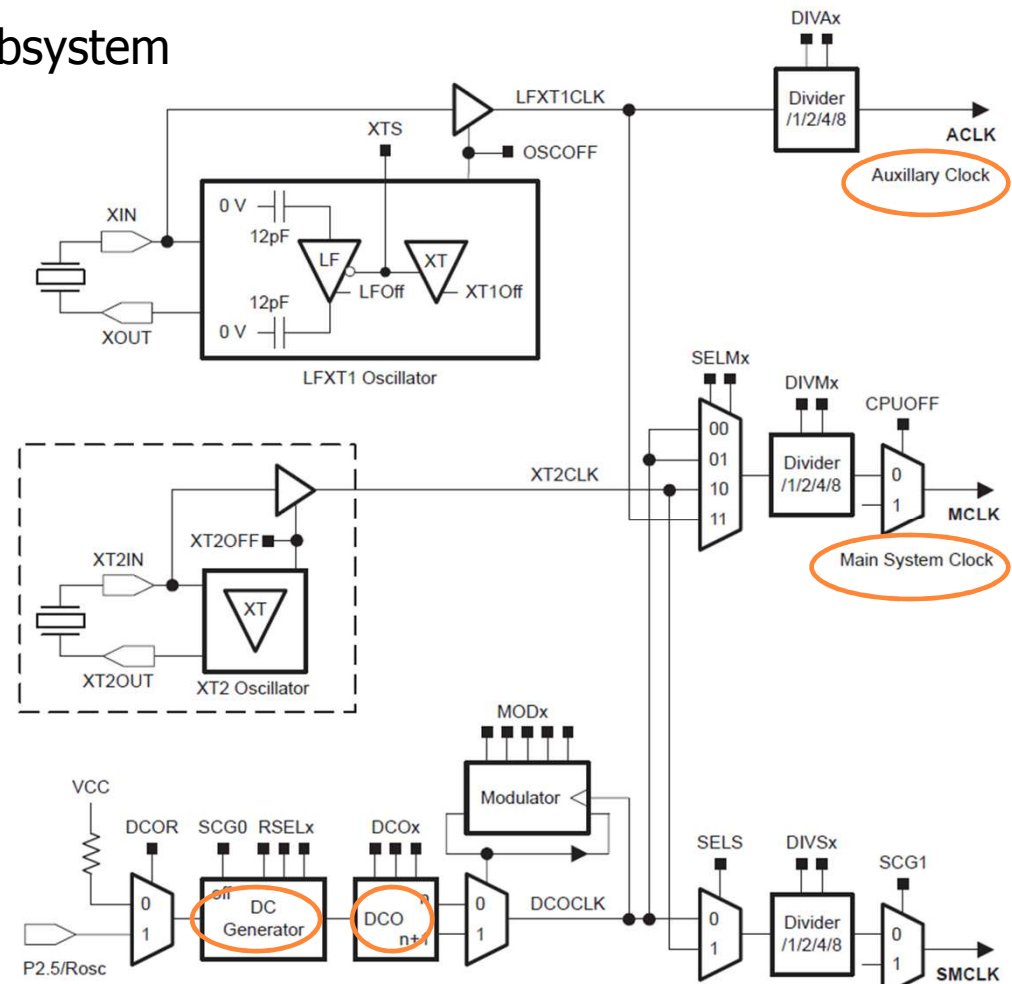 bsystem
DIVAx
LFXT1CLK
Divider
/1/2/4/8
ACLK
Auxillary Clock
XTS
OSCOFF
XIN
0 V
12pF
LF
XT
LFOff
XT1Off
12pF
0 V
XOUT
LFXT1 Oscillator
SELMx
DIVMx
CPUOFF
00
01
10
11
Divider
/1/2/4/8
0
1
MCLK
Main System Clock
XT2CLK
XT2OFF
XT2IN
XT
XT2OUT
XT2 Oscillator
MODx
Modulator
VCC
DCOR
SCG0
RSELx
DCOx
0
1
off
DC
Generator
DCO
n
n+1
0
1
DCOCLK
P2.5/Rosc
SELS
DIVSx
SCG1
0
1
Divider
/1/2/4/8
0
1
SMCLK